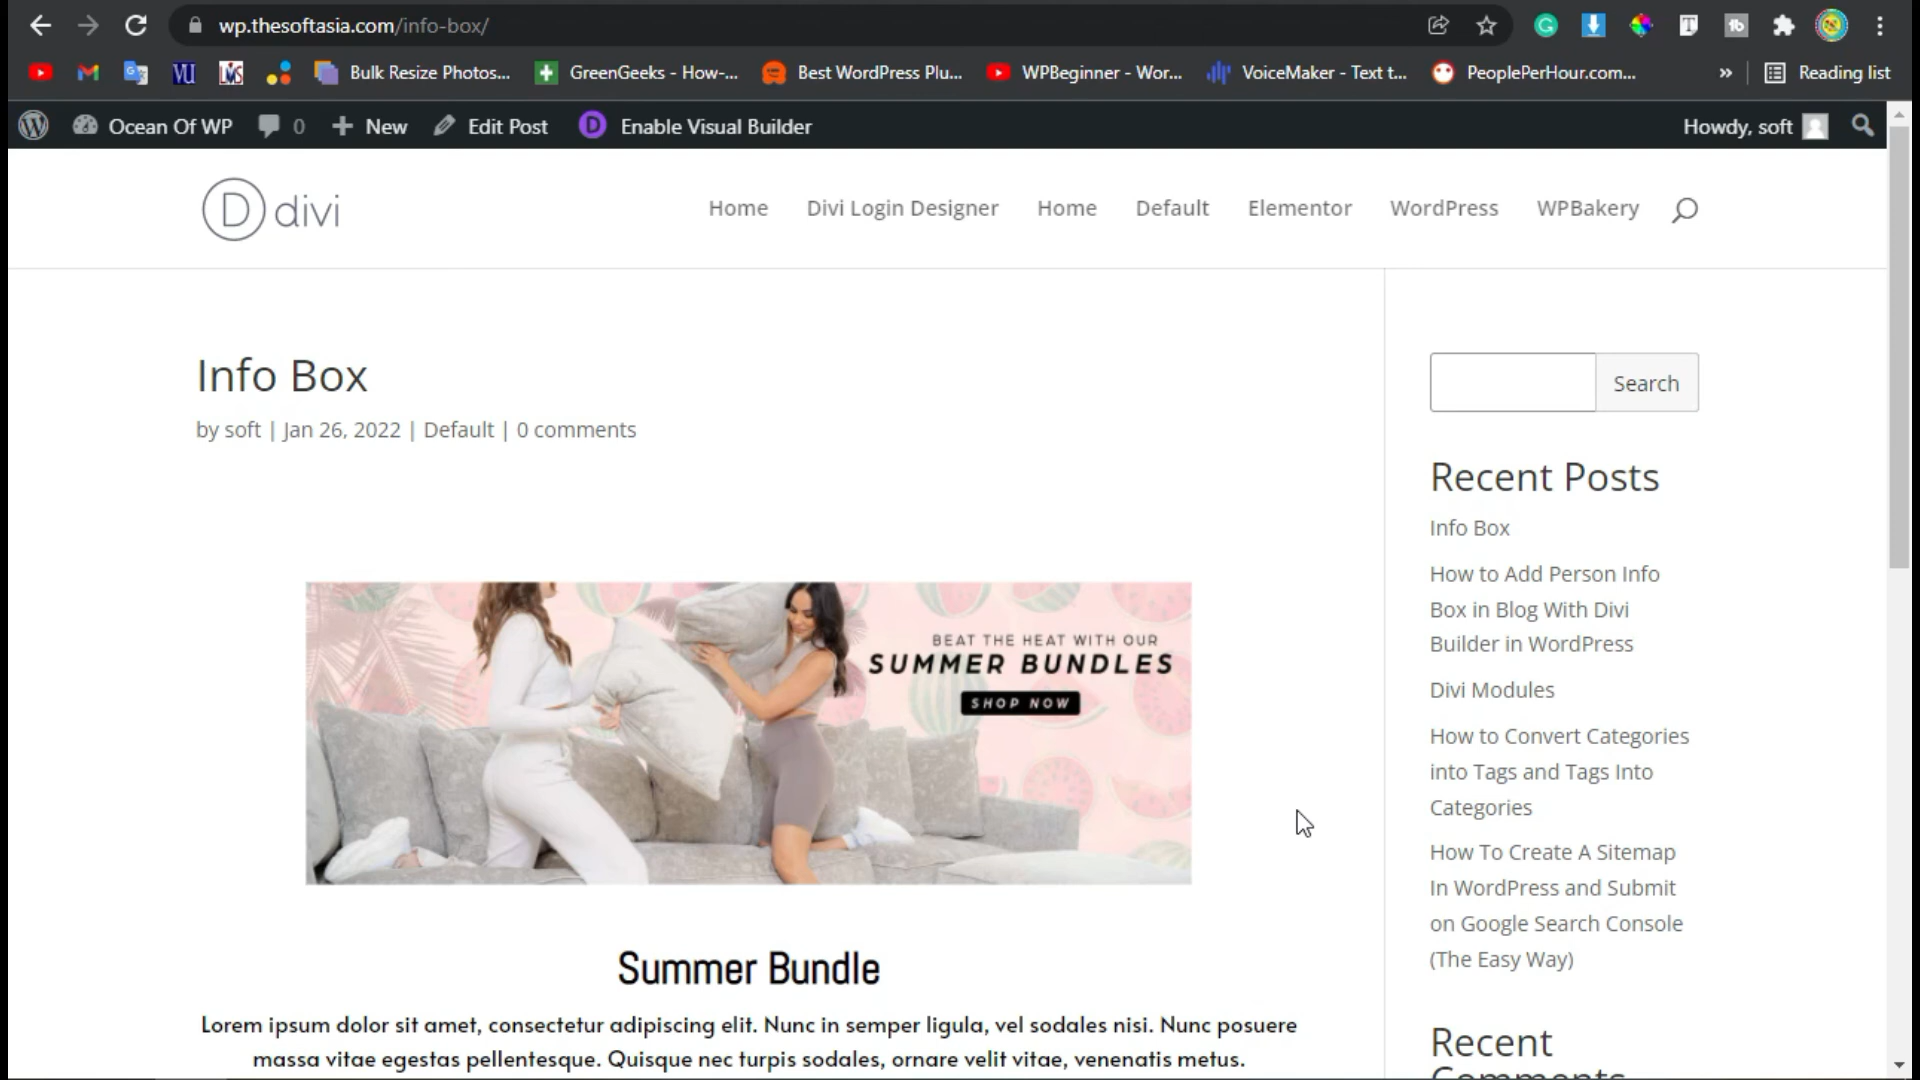 wp.thesoftasia.com/info-box/
Bulk Resize Photos...
GreenGeeks - How-...
Best WordPress Plu...
WPBeginner - Wor...
VoiceMaker - Text t...
PeoplePerHour.com...
»
Reading list
Ocean Of WP
0
New
Edit Post
D
Enable Visual Builder
Howdy, soft
D divi
Home
Divi Login Designer
Home
Default
Elementor
WordPress
WPBakery
Info Box
by soft | Jan 26, 2022 | Default | 0 comments
BEAT THE HEAT WITH OUR
SUMMER BUNDLES
SHOP NOW
Summer Bundle
Lorem ipsum dolor sit amet, consectetur adipiscing elit. Nunc in semper ligula, vel sodales nisi. Nunc posuere
massa vitae egestas pellentesque. Quisque nec turpis sodales, ornare velit vitae, venenatis metus.
Search
Recent Posts
Info Box
How to Add Person Info
Box in Blog With Divi
Builder in WordPress
Divi Modules
How to Convert Categories
into Tags and Tags Into
Categories
How To Create A Sitemap
In WordPress and Submit
on Google Search Console
(The Easy Way)
Recent
Comments